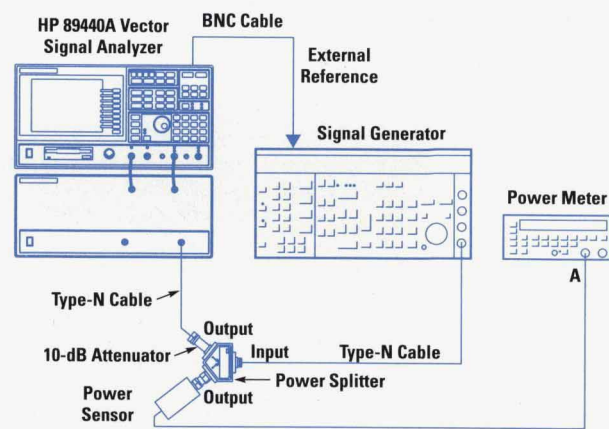 HP 89440A Vector
Signal Analyzer
BNC Cable
External
Reference
Signal Generator
Power Meter
A
Type-N Cable
Output
10-dB Attenuator
Input
Type-N Cable
Power Splitter
Power
Sensor
Output